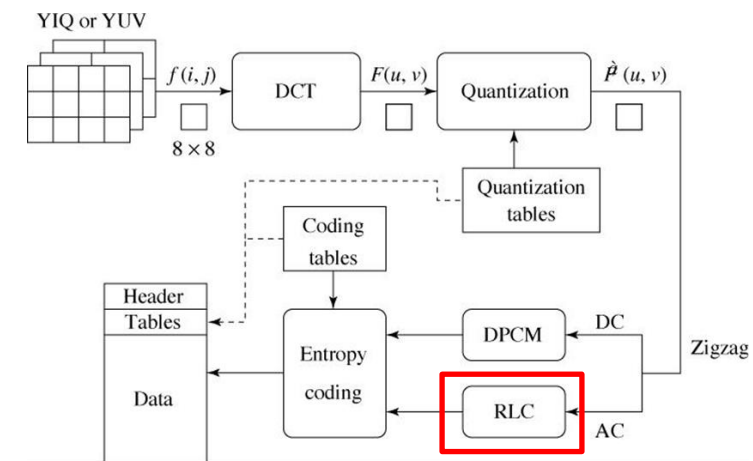 YIQ or YUV
f(i, j)
F(u, v)
(u, v)
DCT
Quantization
8 × 8
Quantization
tables
Coding
tables
Header
Tables
DPCM
DC
Zigzag
Entropy
coding
Data
RLC
AC